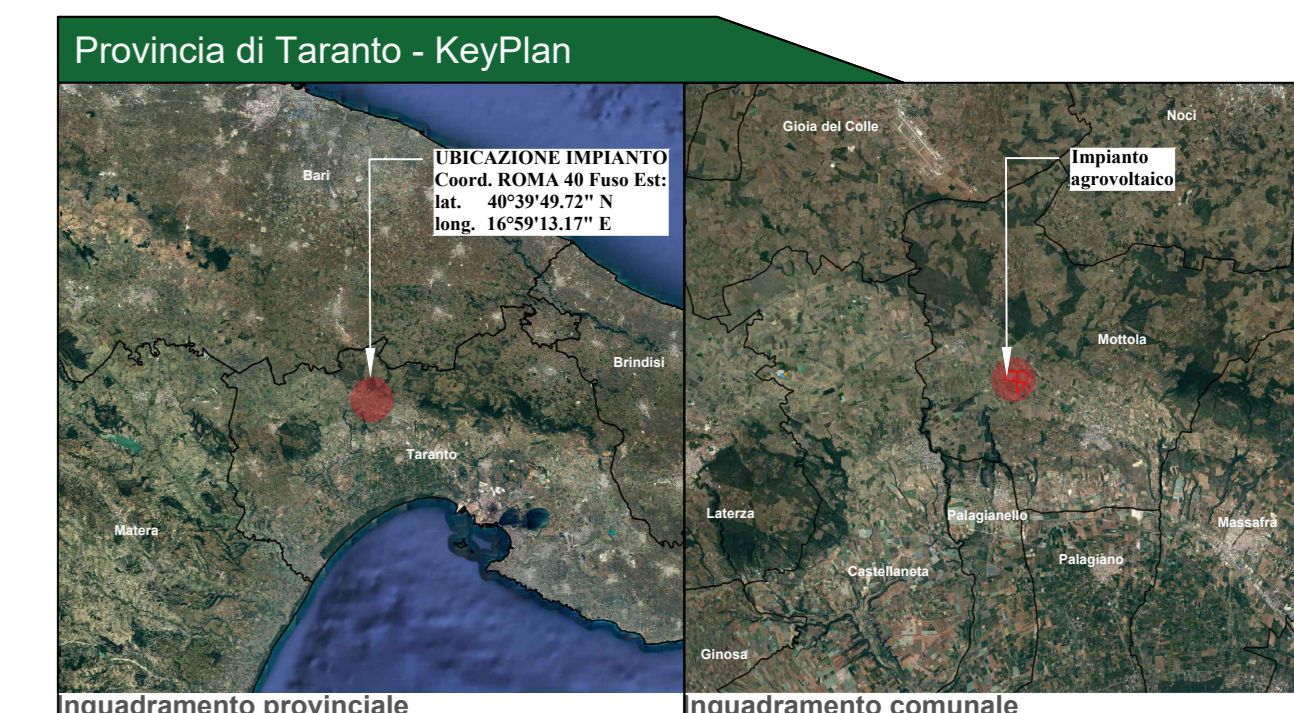 Provincia di Taranto - KeyPlan
Bari
UBICAZIONE IMPIANTO
Coord. ROMA 40 Fuso Est:
lat. 40°39'49.72" N
long. 16°59'13.17" E
Brindisi
Taranto
Matera
Inquadramento provinciale
Gioia del Colle
Noci
Impianto
agrovoltaico
Mottola
Laterza
Palagianello
Massafra
Palagiano
Castellaneta
Ginosa
Inquadramento comunale